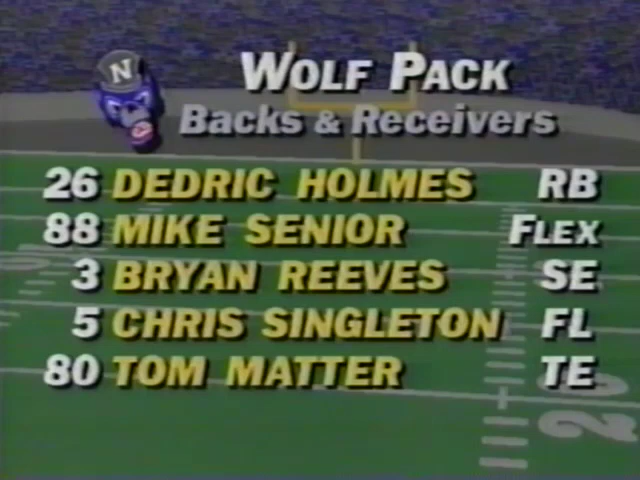 N
WOLF PACK
Backs & Receivers
26 DEDRIC HOLMES RB
88 MIKE SENIOR FLEX
3 BRYAN REEVES SE
5 CHRIS SINGLETON FL
80 TOM MATTER TE
20